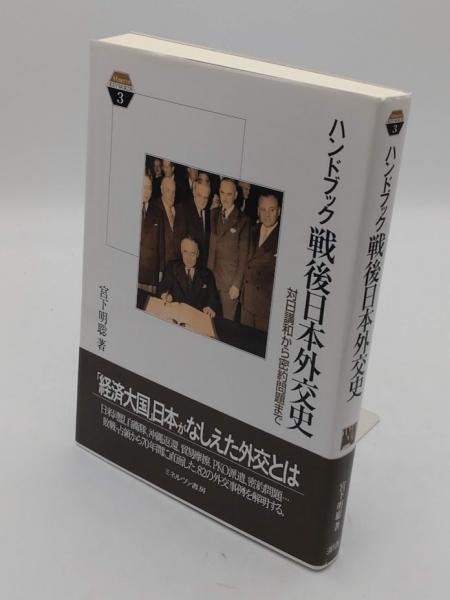 3
ハンドブック 戦後日本外交史
対日講和から密約問題まで
宮下明聡 著
「経済大国」日本がなしえた外交とは
日米同盟、自衛隊、沖縄返還、貿易摩擦、PKO派遣、密約問題…
敗戦・占領から70年間に直面した、82の外交事例を解明する。
ミネルヴァ書房
3
ハンドブック 戦後日本外交史
宮下明聡 著